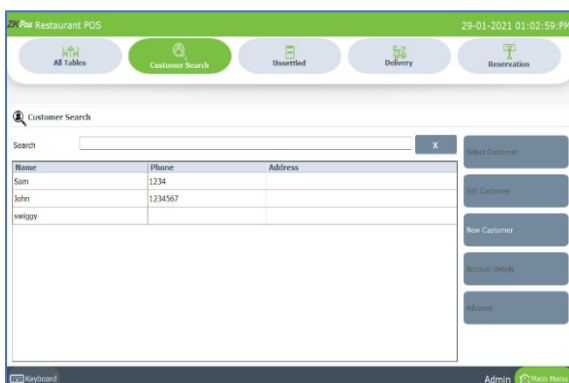 ZKPos Restaurant POS 29-01-2021 01:02:59:PM
All Tables Customer Search Unsettled Delivery Reservation
Customer Search
Search X
Select Customer
Name Phone Address
Sam 1234
Edit Customer
John 1234567
swiggy
New Customer
Account Details
Advance
Keyboard Admin Main Menu